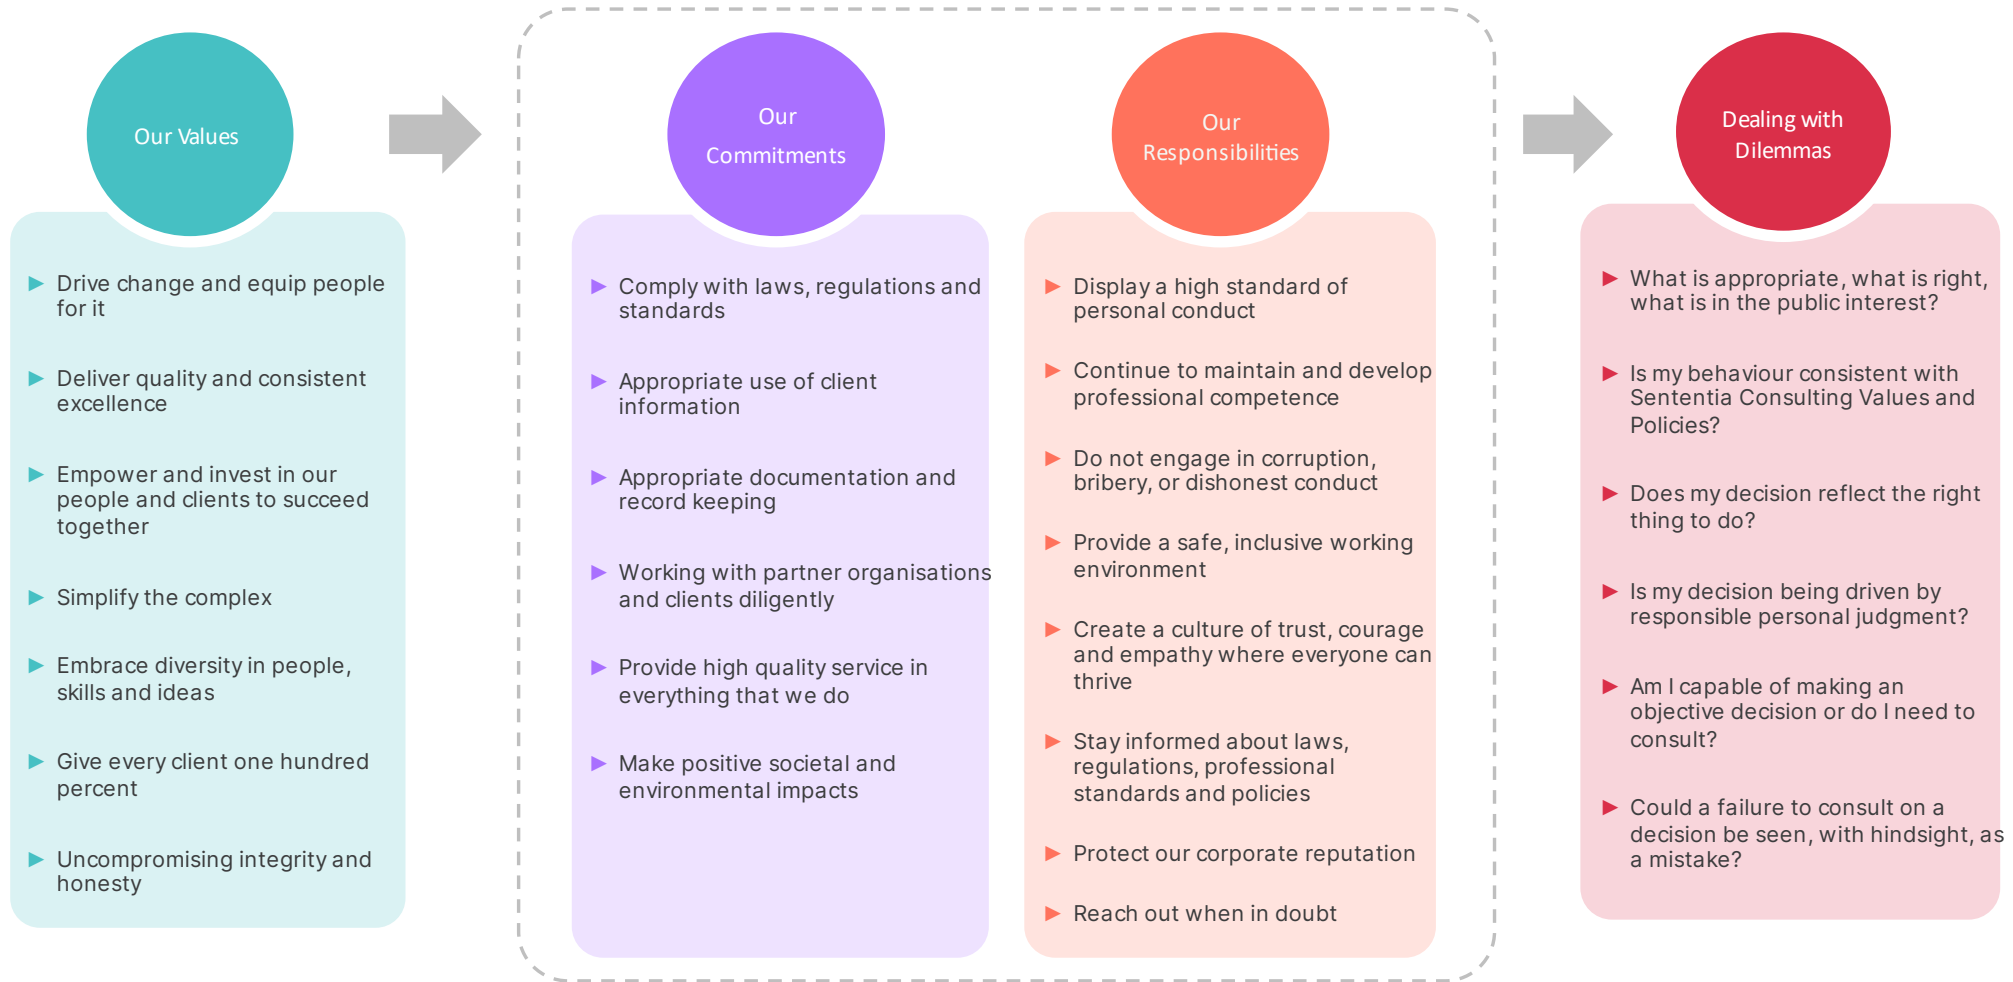 Our Values
Drive change and equip people
for it
Deliver quality and consistent
excellence
Empower and invest in our
people and clients to succeed
together
Simplify the complex
Embrace diversity in people,
skills and ideas
Give every client one hundred
percent
Uncompromising integrity and
honesty
Our
Commitments
Comply with laws, regulations and
standards
Appropriate use of client
information
Appropriate documentation and
record keeping
Working with partner organisations
and clients diligently
Provide high quality service in
everything that we do
Make positive societal and
environmental impacts
Our
Responsibilities
Display a high standard of
personal conduct
Continue to maintain and develop
professional competence
Do not engage in corruption,
bribery, or dishonest conduct
Provide a safe, inclusive working
environment
Create a culture of trust, courage
and empathy where everyone can
thrive
Stay informed about laws,
regulations, professional
standards and policies
Protect our corporate reputation
Reach out when in doubt
Dealing with
Dilemmas
What is appropriate, what is right,
what is in the public interest?
Is my behaviour consistent with
Sententia Consulting Values and
Policies?
Does my decision reflect the right
thing to do?
Is my decision being driven by
responsible personal judgment?
Am I capable of making an
objective decision or do I need to
consult?
Could a failure to consult on a
decision be seen, with hindsight, as
a mistake?